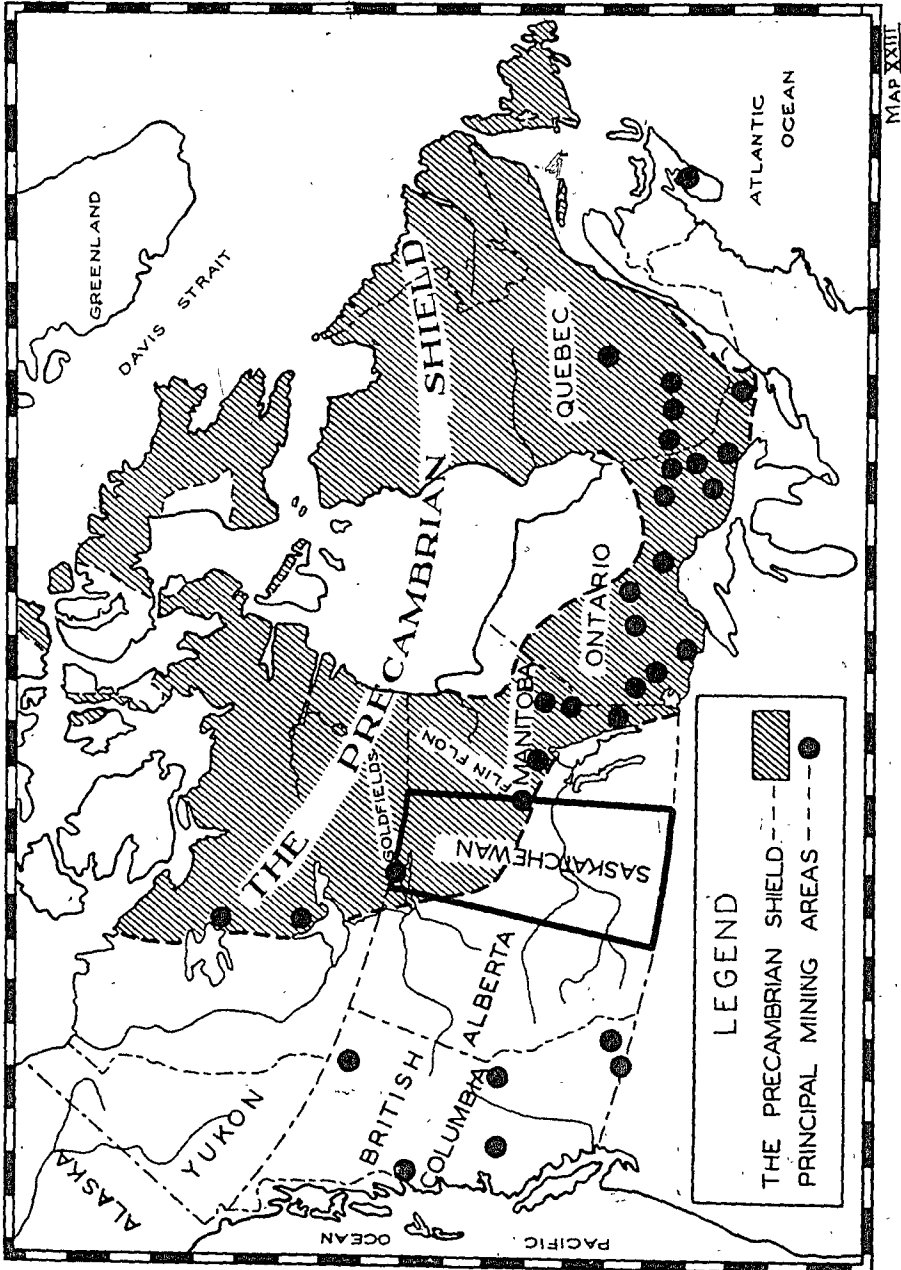 MAP XXIII
GREENLAND
DAVIS STRAIT
ATLANTIC
OCEAN
THE PRECAMBRIAN SHIELD
QUEBEC
ONTARIO
MANITOBA
FLIN FLON
GOLDFIELDS
SASKATCHEWAN
ALBERTA
BRITISH
COLUMBIA
YUKON
ALASKA
PACIFIC
OCEAN
LEGEND
THE PRECAMBRIAN SHIELD
PRINCIPAL MINING AREAS